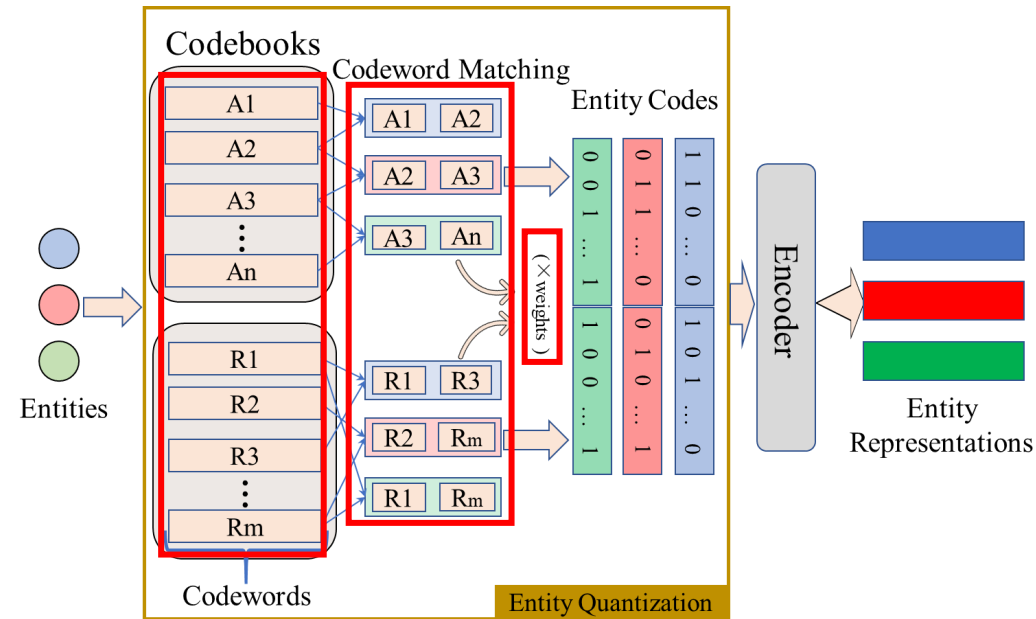 Codebooks
Codeword Matching
Entity Codes
A1
A2
A3
⋮
An
A1 A2
A2 A3
A3 An
(×weights)
R1
R2
R3
⋮
Rm
R1 R3
R2 Rm
R1 Rm
0 0 1 ... 1
0 1 1 ... 0
1 1 0 ... 0
1 0 0 ... 1
0 1 0 ... 1
1 0 1 ... 0
Entities
Codewords
Entity Quantization
Encoder
Entity
Representations